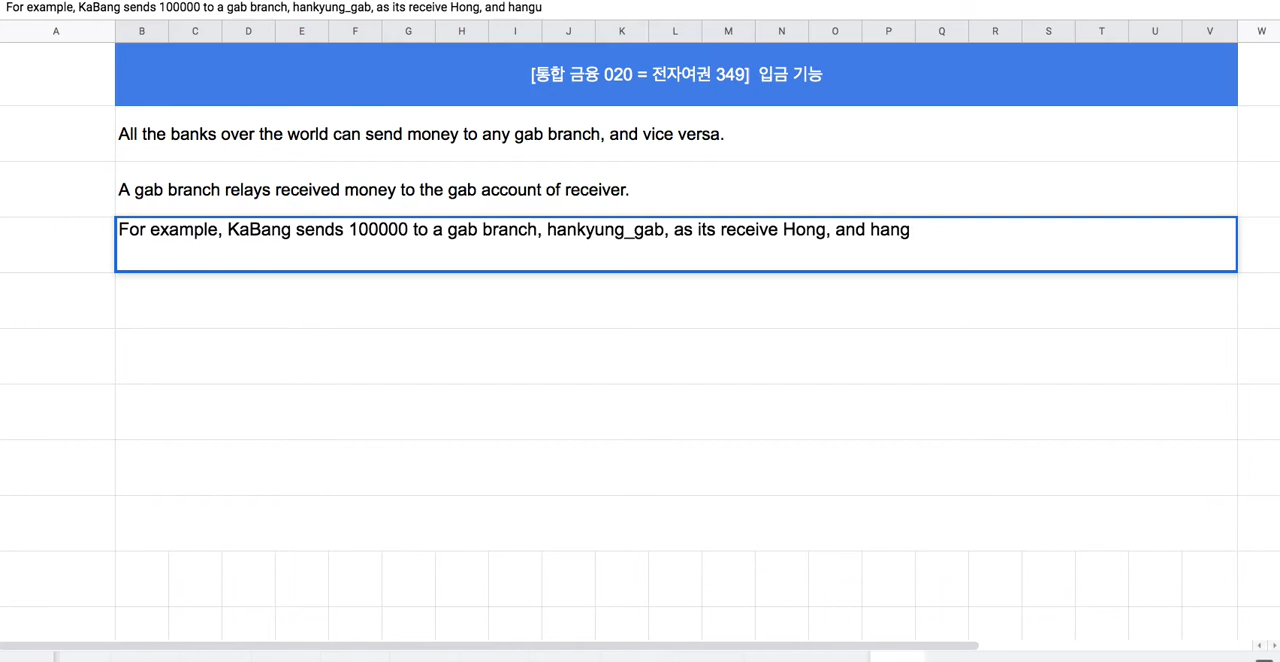 For example, KaBang sends 100000 to a gab branch, hankyung_gab, as its receive Hong, and hangu
A B C D E F G H I J K L M N O P Q R S T U V W
[통합 금융 020 = 전자여권 349] 입금 기능
All the banks over the world can send money to any gab branch, and vice versa.
A gab branch relays received money to the gab account of receiver.
For example, KaBang sends 100000 to a gab branch, hankyung_gab, as its receive Hong, and hang